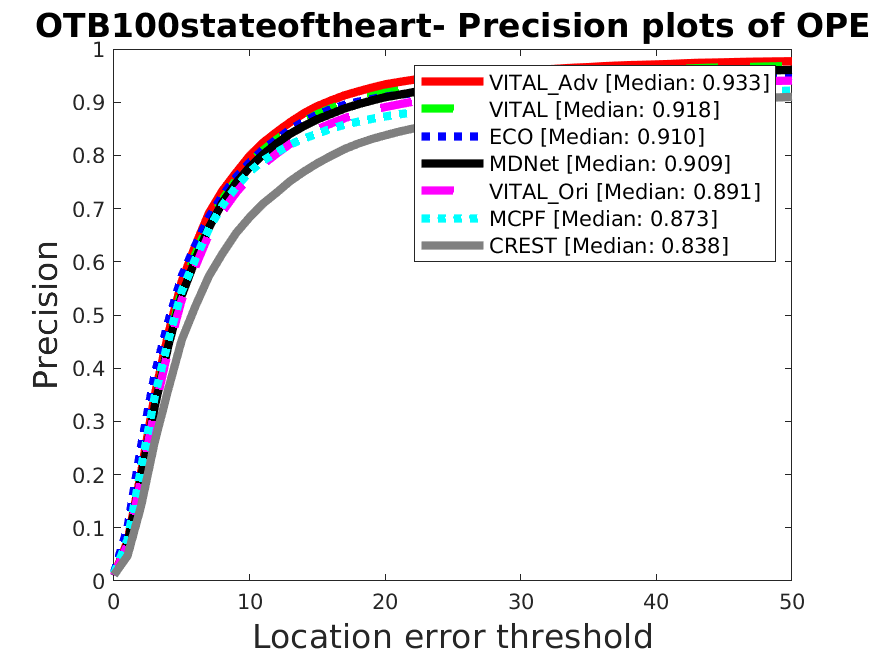 OTB100stateoftheart- Precision plots of OPE
1
0.9
0.8
0.7
0.6
0.5
0.4
0.3
0.2
0.1
0
Precision
VITAL_Adv [Median: 0.933]
VITAL [Median: 0.918]
ECO [Median: 0.910]
MDNet [Median: 0.909]
VITAL_Ori [Median: 0.891]
MCPF [Median: 0.873]
CREST [Median: 0.838]
0 10 20 30 40 50
Location error threshold